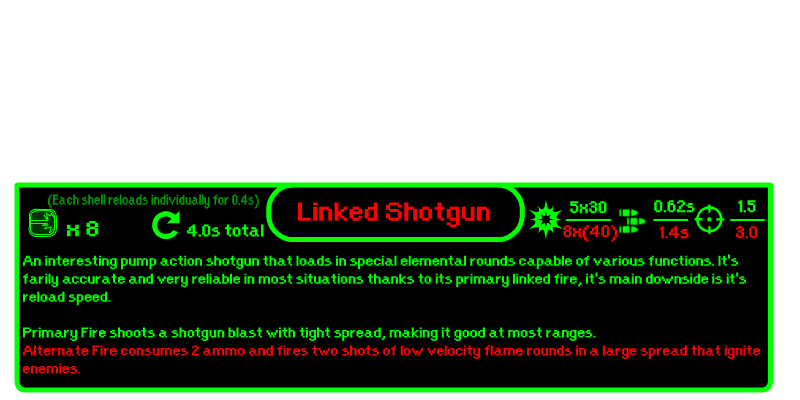 (Each shell reloads individually for 0.4s)
x 8
4.0s total
Linked Shotgun
5x30
8x(40)
0.62s
1.4s
1.5
3.0
An interesting pump action shotgun that loads in special elemental rounds capable of various functions. It's
farily accurate and very reliable in most situations thanks to its primary linked fire, it's main downside is it's
reload speed.
Primary Fire shoots a shotgun blast with tight spread, making it good at most ranges.
Alternate Fire consumes 2 ammo and fires two shots of low velocity flame rounds in a large spread that ignite
enemies.